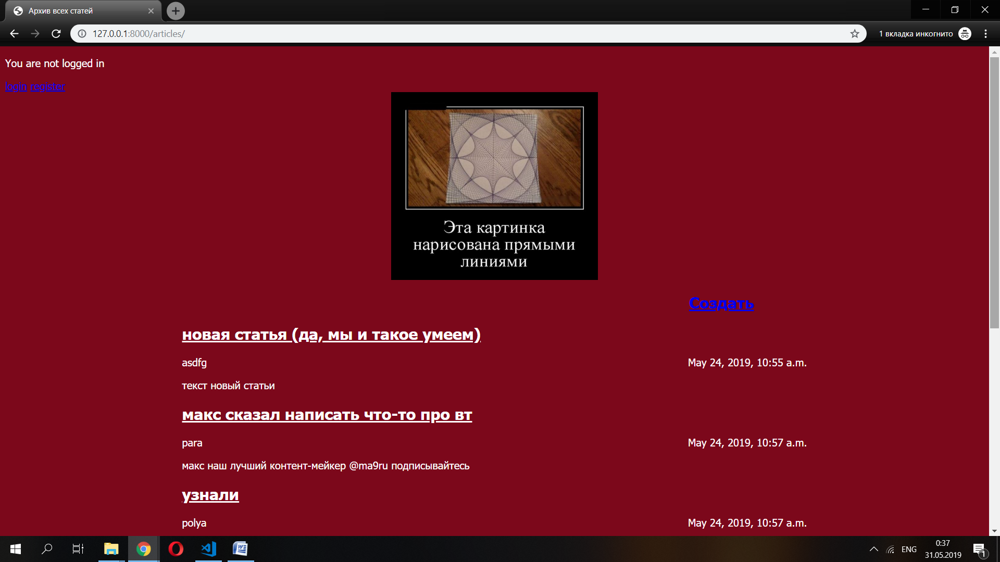 Архив всех статей
127.0.0.1:8000/articles/
1 вкладка инкогнито
You are not logged in
login register
Эта картинка
нарисована прямыми
линиями
Создать
новая статья (да, мы и такое умеем)
asdfg May 24, 2019, 10:55 a.m.
текст новый статьи
макс сказал написать что-то про вт
para May 24, 2019, 10:57 a.m.
макс наш лучший контент-мейкер @ma9ru подписывайтесь
узнали
polya May 24, 2019, 10:57 a.m.
ENG
0:37
31.05.2019
1